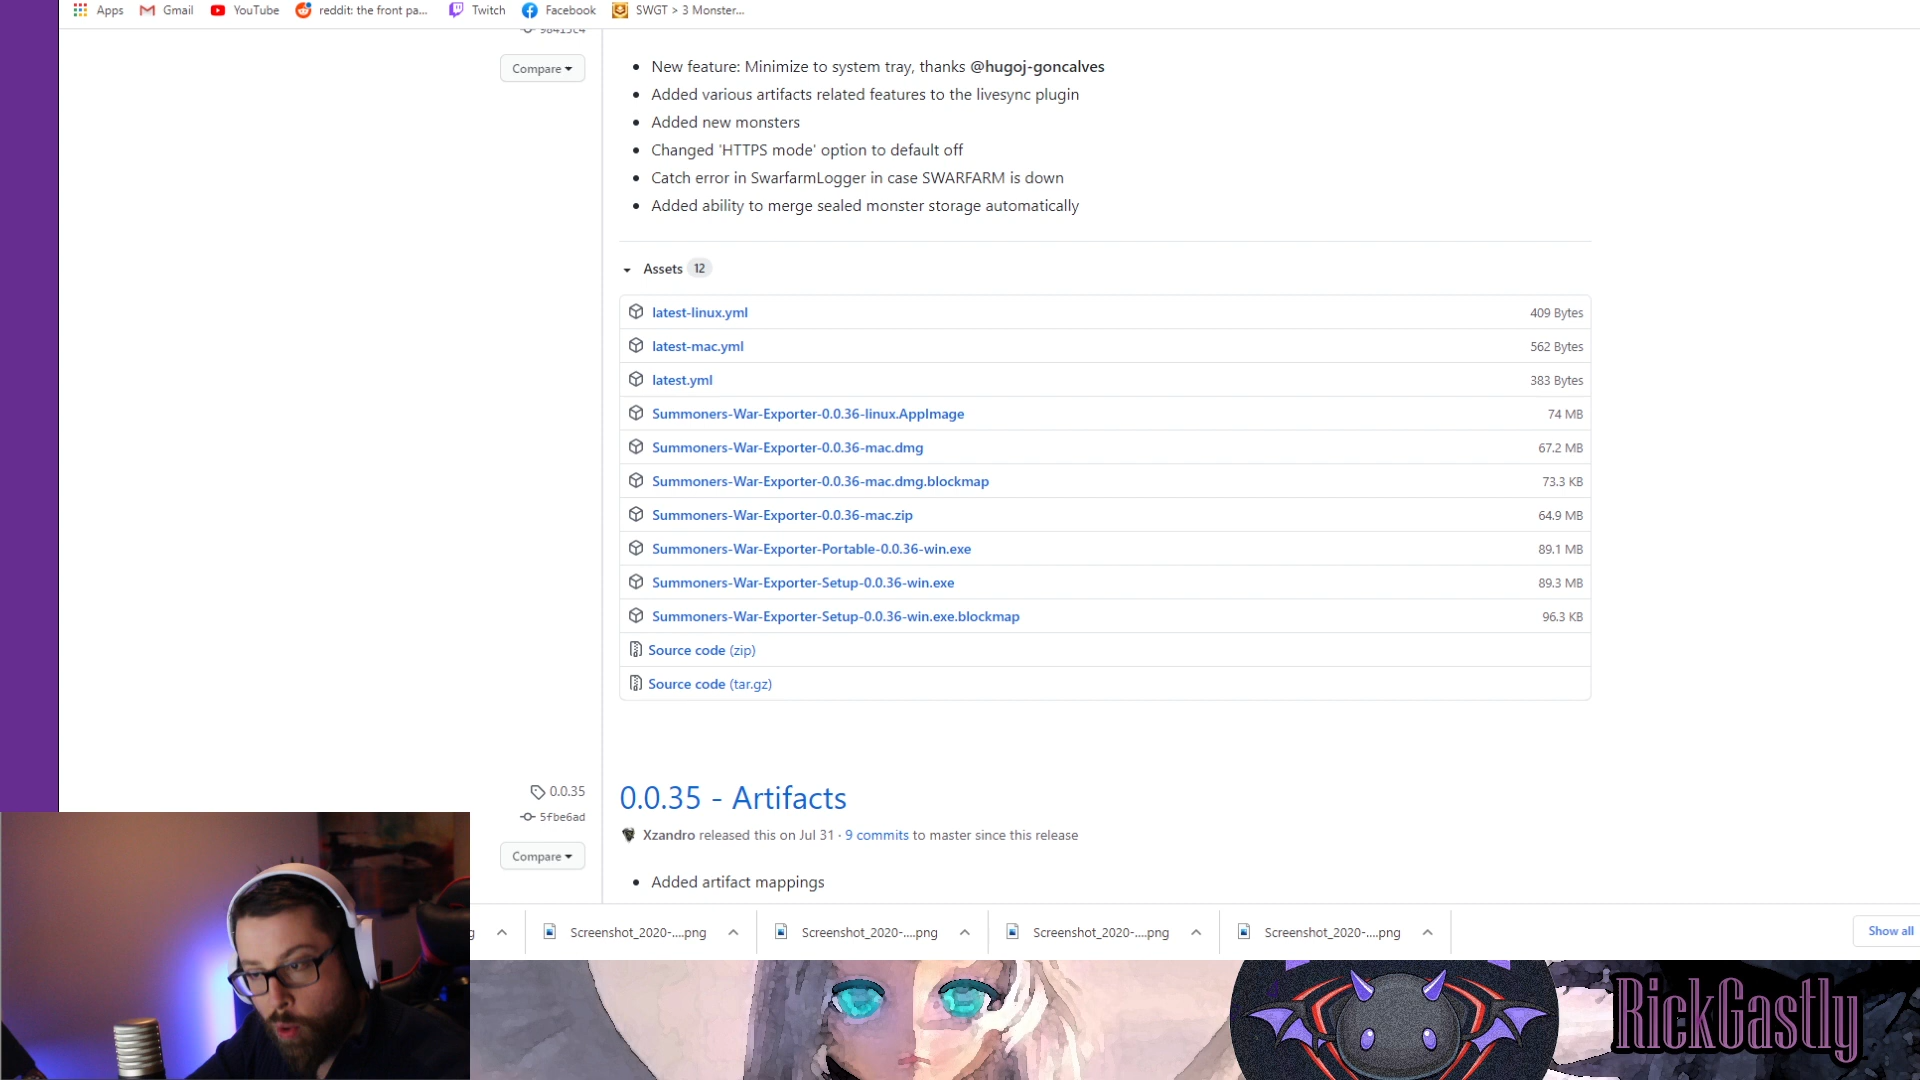 Apps Gmail YouTube reddit: the front pa... Twitch Facebook SWGT > 3 Monster...
98415c4
Compare
New feature: Minimize to system tray, thanks @hugoj-goncalves
Added various artifacts related features to the livesync plugin
Added new monsters
Changed 'HTTPS mode' option to default off
Catch error in SwarfarmLogger in case SWARFARM is down
Added ability to merge sealed monster storage automatically
Assets 12
latest-linux.yml 409 Bytes
latest-mac.yml 562 Bytes
latest.yml 383 Bytes
Summoners-War-Exporter-0.0.36-linux.AppImage 74 MB
Summoners-War-Exporter-0.0.36-mac.dmg 67.2 MB
Summoners-War-Exporter-0.0.36-mac.dmg.blockmap 73.3 KB
Summoners-War-Exporter-0.0.36-mac.zip 64.9 MB
Summoners-War-Exporter-Portable-0.0.36-win.exe 89.1 MB
Summoners-War-Exporter-Setup-0.0.36-win.exe 89.3 MB
Summoners-War-Exporter-Setup-0.0.36-win.exe.blockmap 96.3 KB
Source code (zip)
Source code (tar.gz)
0.0.35
5fbe6ad
Compare
0.0.35 - Artifacts
Xzandro released this on Jul 31 · 9 commits to master since this release
Added artifact mappings
g Screenshot_2020-....png Screenshot_2020-....png Screenshot_2020-....png Screenshot_2020-....png Show all
RickGastly